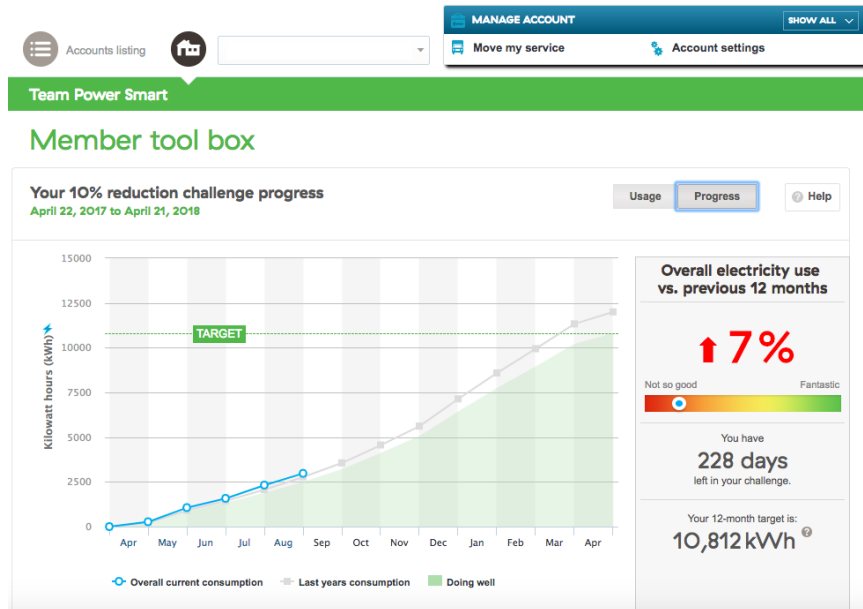 MANAGE ACCOUNT
SHOW ALL
Accounts listing
Move my service
Account settings
Team Power Smart
Member tool box
Your 10% reduction challenge progress
April 22, 2017 to April 21, 2018
Usage
Progress
? Help
15000
12500
10000
7500
5000
2500
0
Kilowatt hours (kWh)
TARGET
Apr May Jun Jul Aug Sep Oct Nov Dec Jan Feb Mar Apr
Overall current consumption Last years consumption Doing well
Overall electricity use
vs. previous 12 months
7%
Not so good Fantastic
You have
228 days
left in your challenge.
Your 12-month target is:
10,812 kWh ?